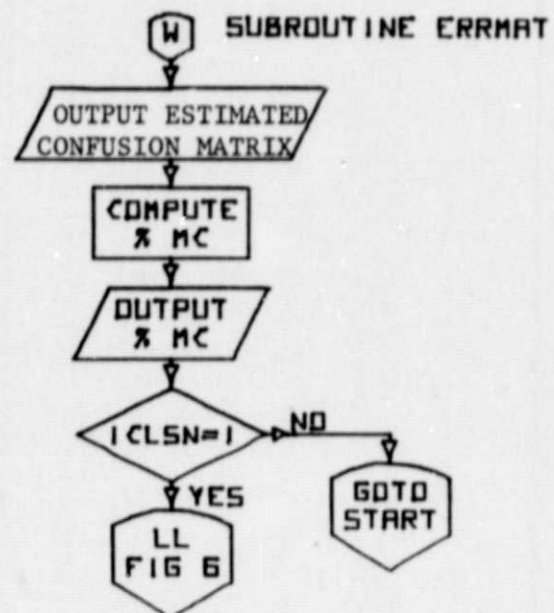 W SUBROUTINE ERRMAT
OUTPUT ESTIMATED
CONFUSION MATRIX
COMPUTE
% MC
OUTPUT
% MC
ICLSN=1
NO
YES
GOTO
START
LL
FIG 6